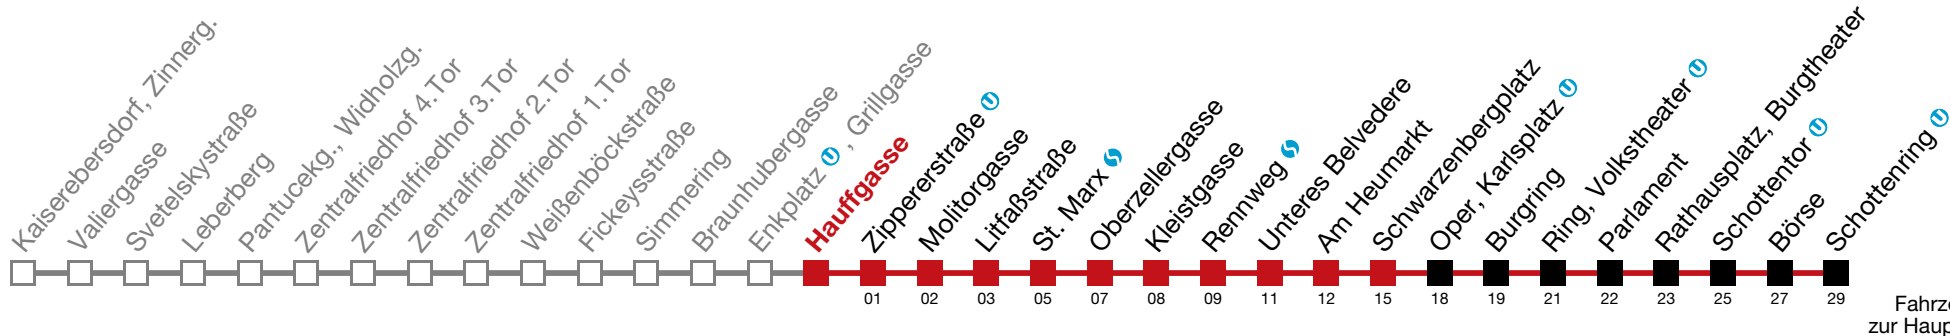 Kaiserebersdorf, Zinnerg.
Valiergasse
Svetelskystraße
Leberberg
Pantucekg., Widholzg.
Zentralfriedhof 4.Tor
Zentralfriedhof 3.Tor
Zentralfriedhof 2.Tor
Zentralfriedhof 1.Tor
Weißenböckstraße
Fickeysstraße
Simmering
Braunhubergasse
Enkplatz U , Grillgasse
Hauffgasse
Zippererstraße U
Molitorgasse
Litfaßstraße
St. Marx S
Oberzellergasse
Kleistgasse
Rennweg S
Unteres Belvedere
Am Heumarkt
Schwarzenbergplatz
Oper, Karlsplatz U
Burgring
Ring, Volkstheater U
Parlament
Rathausplatz, Burgtheater
Schottentor U
Börse
Schottenring U
01 02 03 05 07 08 09 11 12 15 18 19 21 22 23 25 27 29
Fahrze
zur Haup